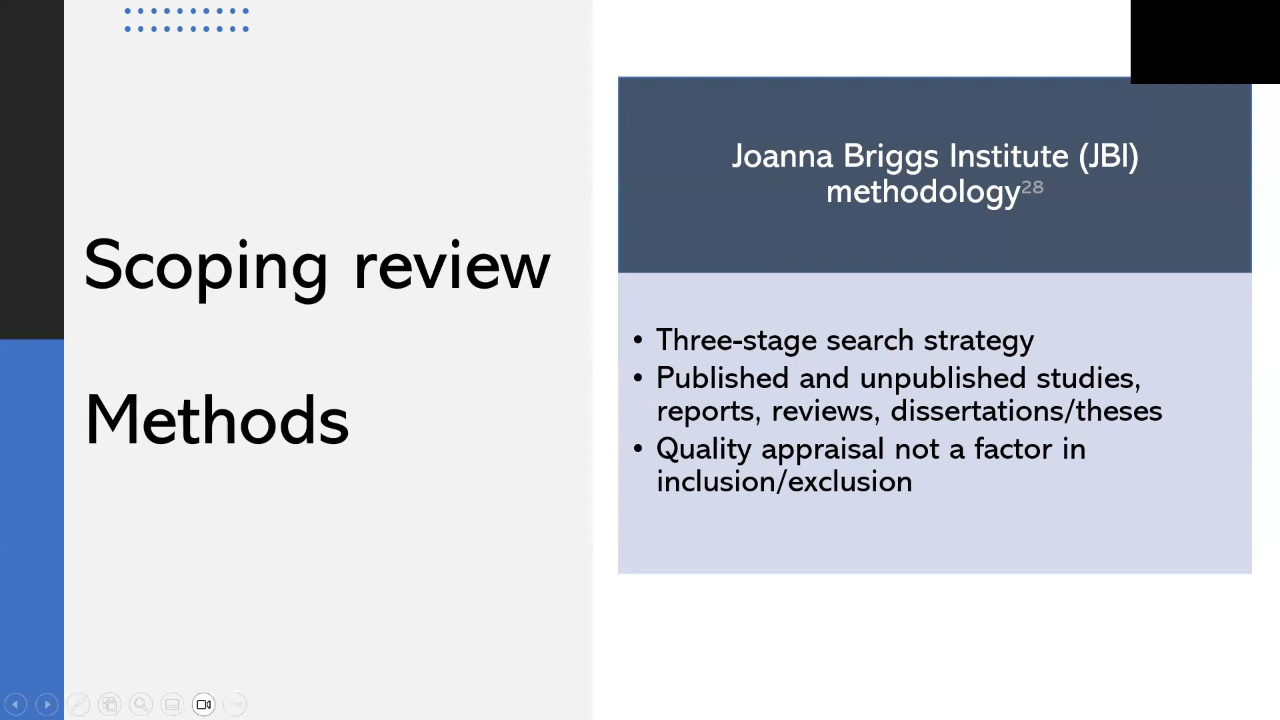 Scoping review
Methods
Joanna Briggs Institute (JBI)
methodology28
• Three-stage search strategy
• Published and unpublished studies,
reports, reviews, dissertations/theses
• Quality appraisal not a factor in
inclusion/exclusion